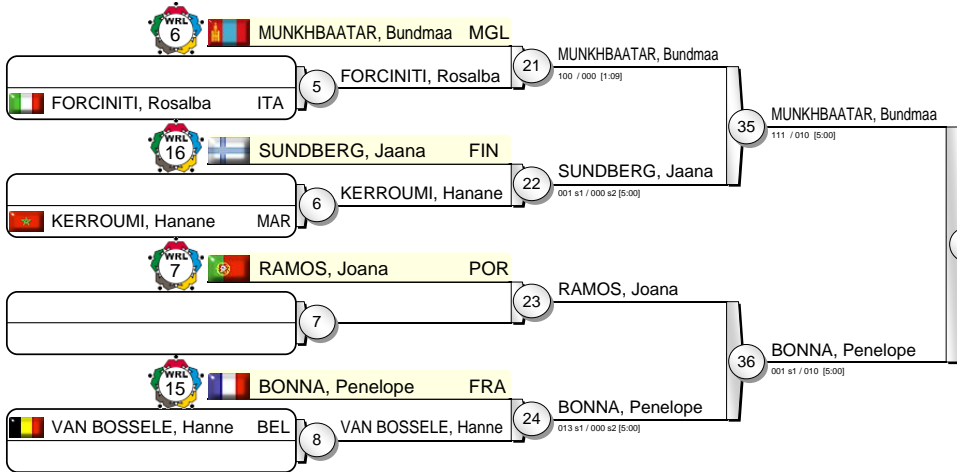 WRL
6
MUNKHBAATAR, Bundmaa MGL
21
MUNKHBAATAR, Bundmaa
100 / 000 [1:09]
5
FORCINITI, Rosalba
FORCINITI, Rosalba ITA
35
MUNKHBAATAR, Bundmaa
111 / 010 [5:00]
WRL
16
SUNDBERG, Jaana FIN
22
SUNDBERG, Jaana
001 s1 / 000 s2 [5:00]
6
KERROUMI, Hanane
KERROUMI, Hanane MAR
WRL
7
RAMOS, Joana POR
23
RAMOS, Joana
7
36
BONNA, Penelope
001 s1 / 010 [5:00]
WRL
15
BONNA, Penelope FRA
24
BONNA, Penelope
013 s1 / 000 s2 [5:00]
VAN BOSSELE, Hanne BEL
8
VAN BOSSELE, Hanne